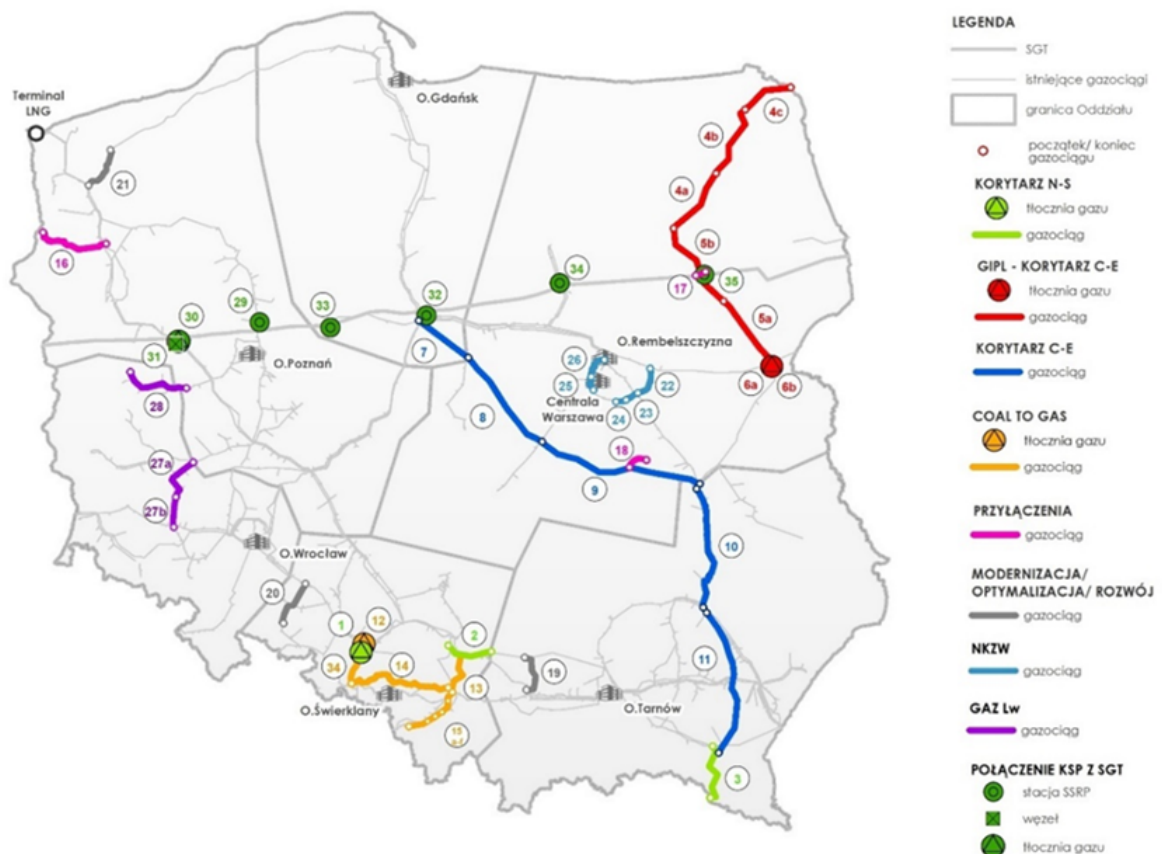 Terminal
LNG
O.Gdańsk
4c
4b
21
4a
16
5b
34
17
35
29
33
32
30
5a
31
O.Poznań
7
O.Rembelszczyzna
26
6a
6b
28
25
22
Centrala
Warszawa
24
23
8
18
27a
9
27b
O.Wrocław
10
20
1
12
2
34
14
13
19
11
O.Świerklany
O.Tarnów
15
3
LEGENDA
SGT
istniejące gazociągi
granica Oddziału
początek/ koniec
gazociągu
KORYTARZ N-S
tłocznia gazu
gazociąg
GIPL - KORYTARZ C-E
tłocznia gazu
gazociąg
KORYTARZ C-E
gazociąg
COAL TO GAS
tłocznia gazu
gazociąg
PRZYŁĄCZENIA
gazociąg
MODERNIZACJA/
OPTYMALIZACJA/ ROZWÓJ
gazociąg
NKZW
gazociąg
GAZ Lw
gazociąg
POŁĄCZENIE KSP Z SGT
stacja SSRP
węzeł
tłocznia gazu